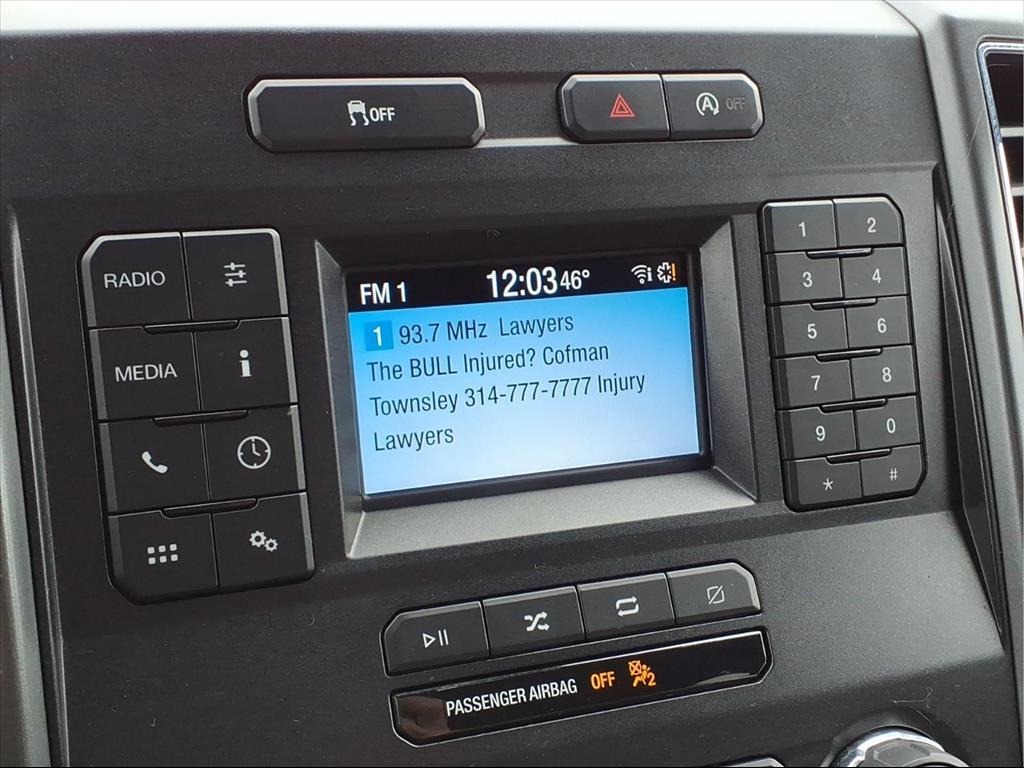 OFF
A OFF
RADIO
MEDIA
i
FM 1 12:03 46° i !
1 93.7 MHz Lawyers
The BULL Injured? Cofman
Townsley 314-777-7777 Injury
Lawyers
1 2
3 4
5 6
7 8
9 0
* #
PASSENGER AIRBAG OFF 2